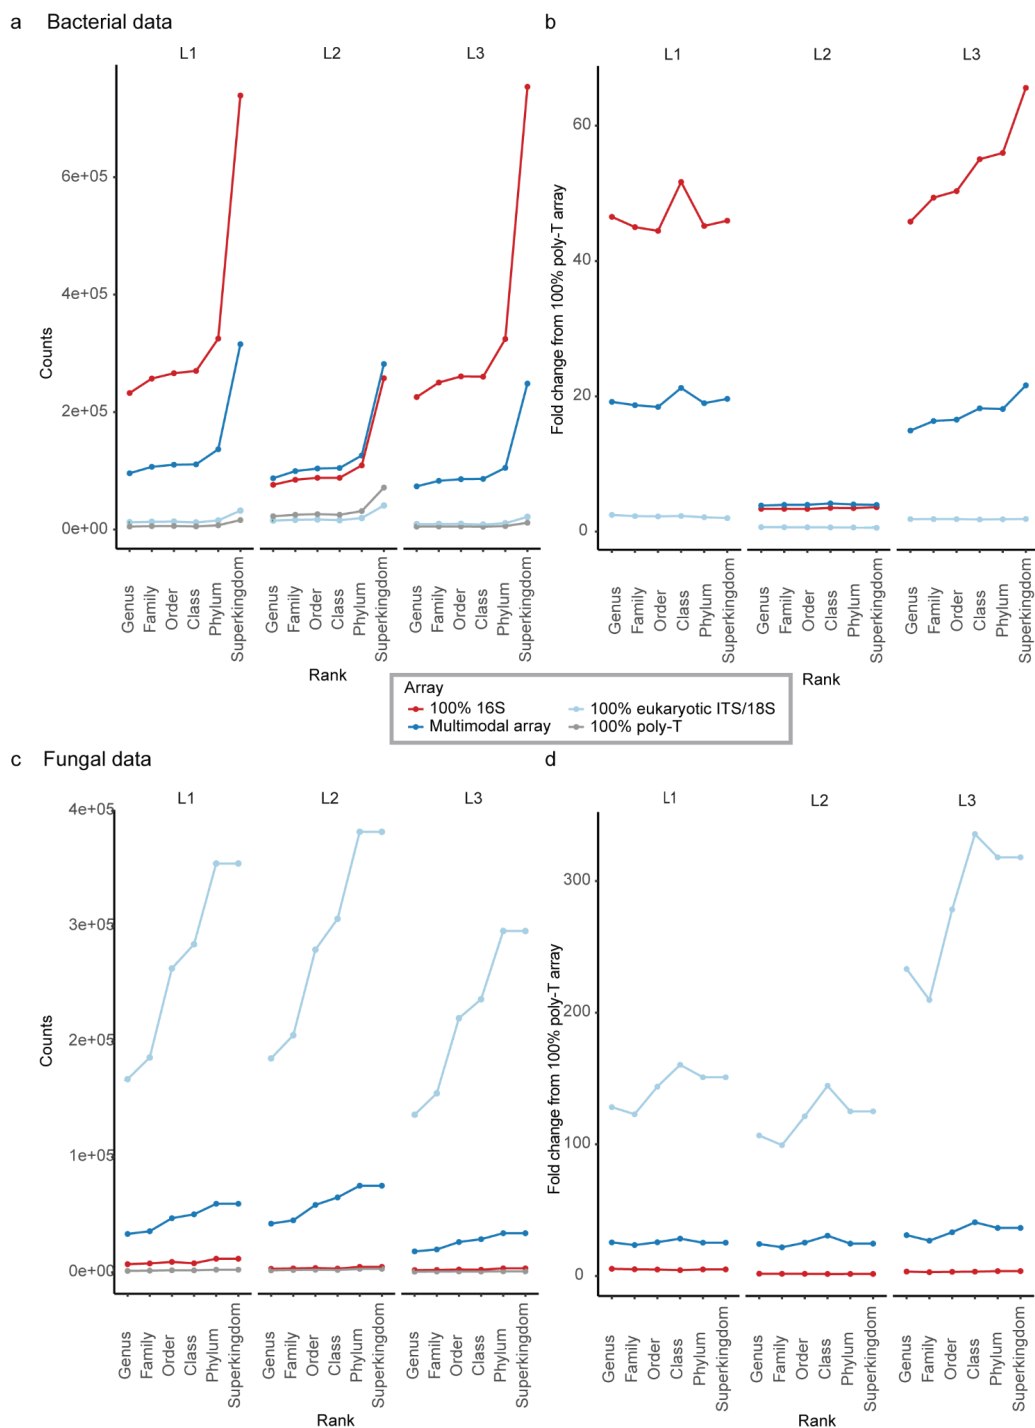 a Bacterial data
b
L1 L2 L3
L1 L2 L3
Counts
6e+05
4e+05
2e+05
0e+00
Fold change from 100% poly-T array
60
40
20
0
Genus Family Order Class Phylum Superkingdom
Genus Family Order Class Phylum Superkingdom
Genus Family Order Class Phylum Superkingdom
Rank
Genus Family Order Class Phylum Superkingdom
Genus Family Order Class Phylum Superkingdom
Genus Family Order Class Phylum Superkingdom
Rank
Array
100% 16S 100% eukaryotic ITS/18S
Multimodal array 100% poly-T
c Fungal data
d
L1 L2 L3
L1 L2 L3
Counts
4e+05
3e+05
2e+05
1e+05
0e+00
Fold change from 100% poly-T array
300
200
100
0
Genus Family Order Class Phylum Superkingdom
Genus Family Order Class Phylum Superkingdom
Genus Family Order Class Phylum Superkingdom
Rank
Genus Family Order Class Phylum Superkingdom
Genus Family Order Class Phylum Superkingdom
Genus Family Order Class Phylum Superkingdom
Rank